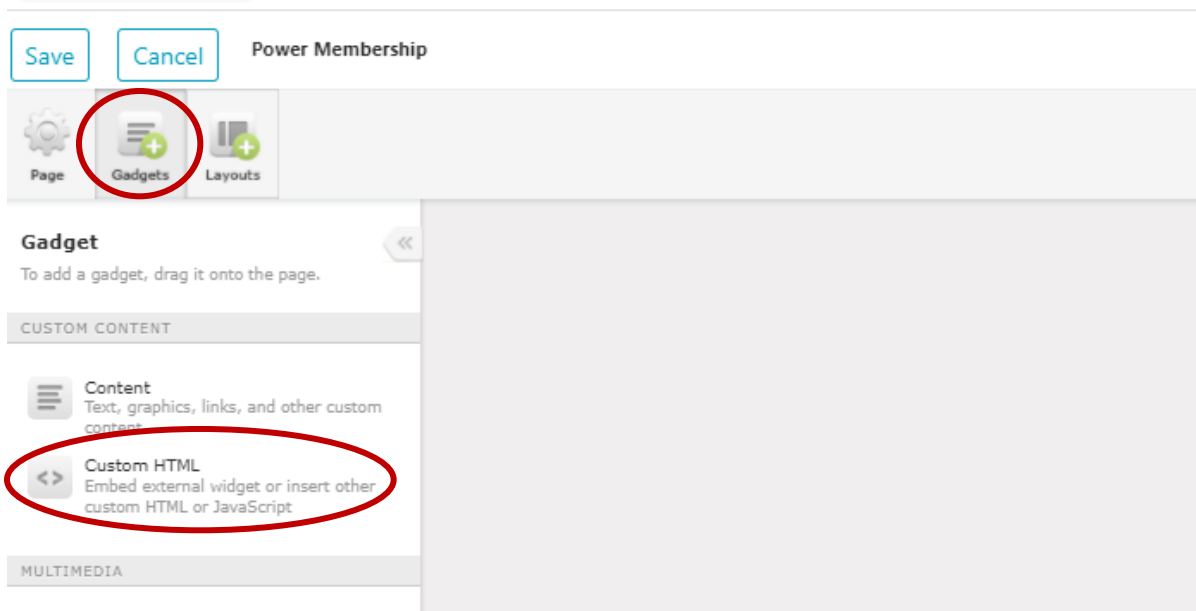 Save
Cancel
Power Membership
Page
Gadgets
Layouts
Gadget
To add a gadget, drag it onto the page.
CUSTOM CONTENT
Content
Text, graphics, links, and other custom
content
Custom HTML
Embed external widget or insert other
custom HTML or JavaScript
MULTIMEDIA